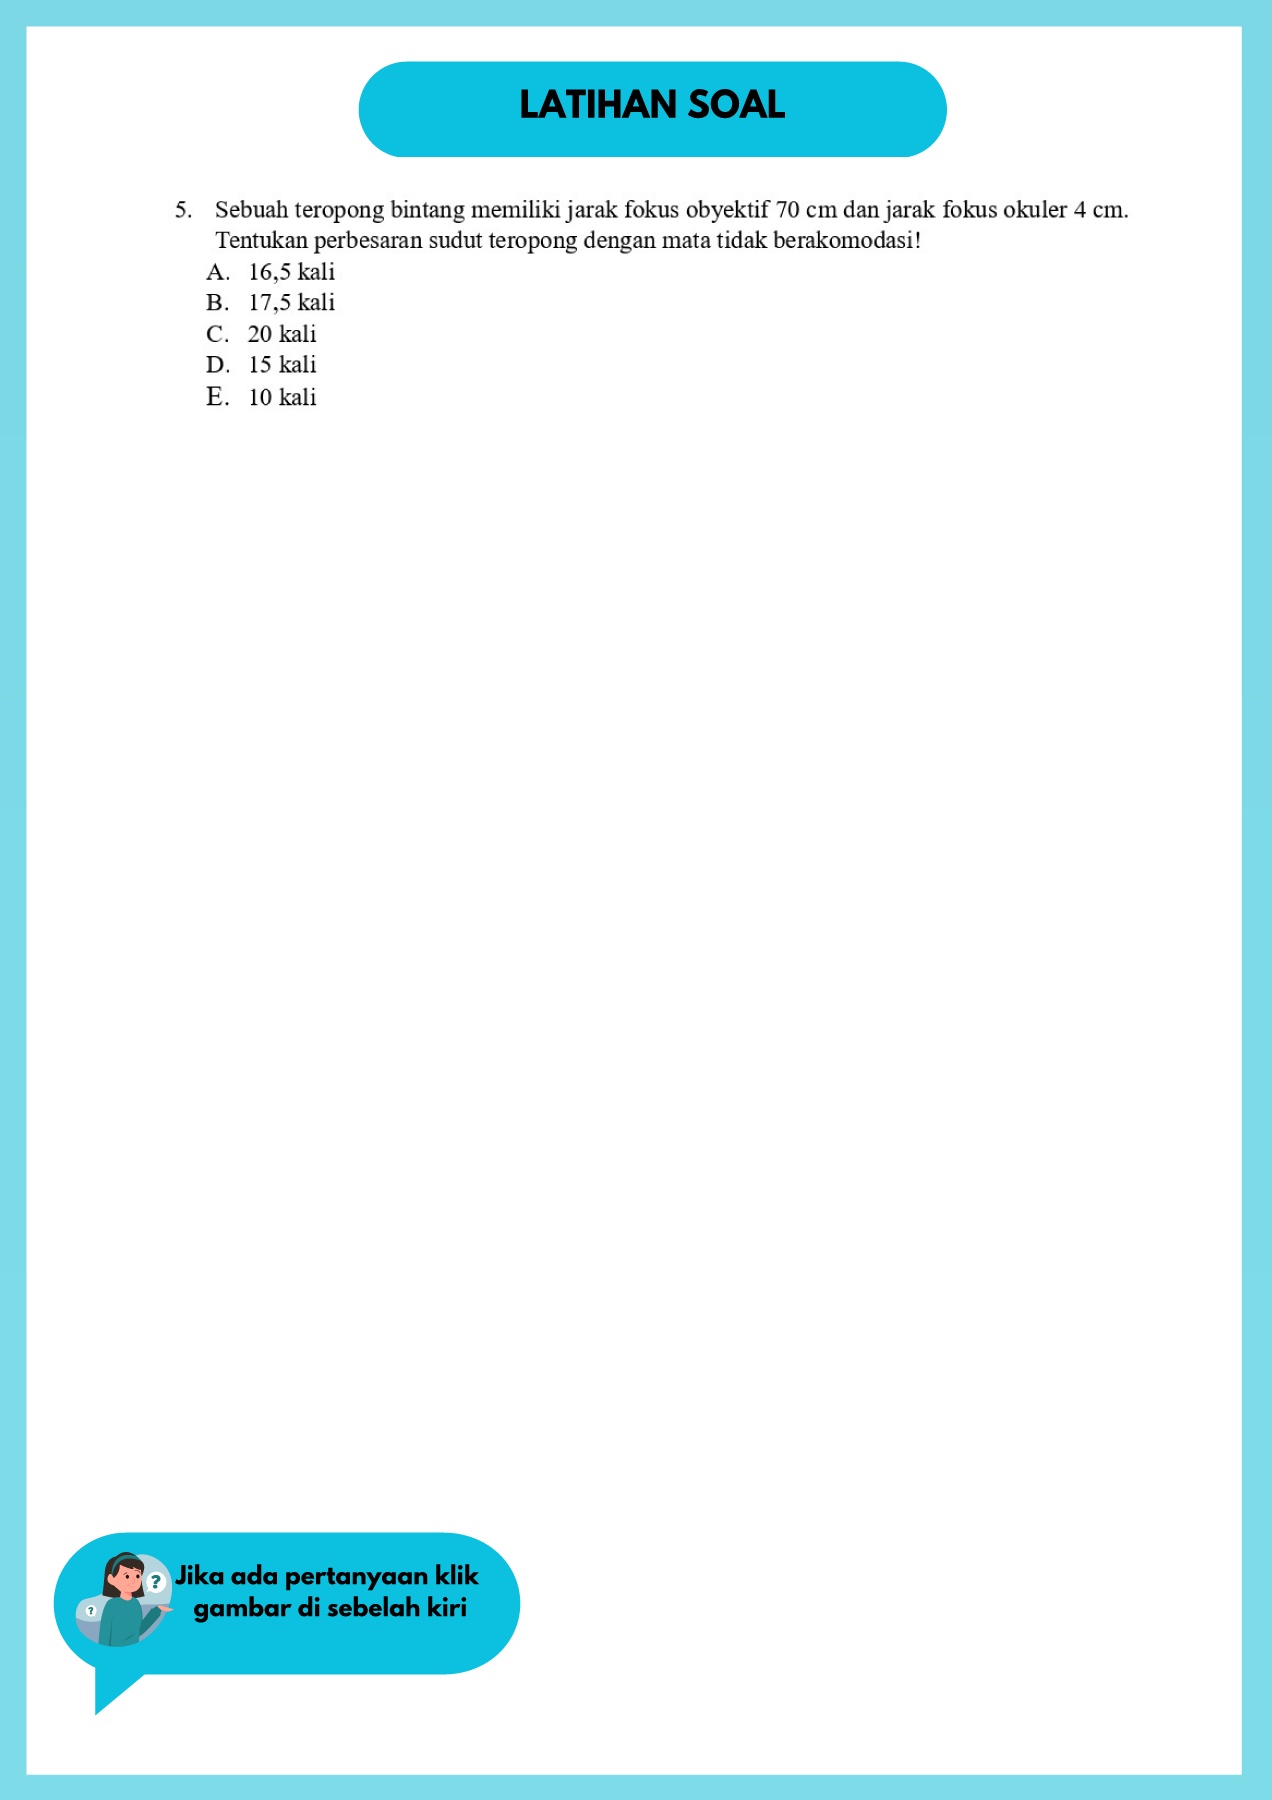 LATIHAN SOAL
5. Sebuah teropong bintang memiliki jarak fokus obyektif 70 cm dan jarak fokus okuler 4 cm.
Tentukan perbesaran sudut teropong dengan mata tidak berakomodasi!
A. 16,5 kali
B. 17,5 kali
C. 20 kali
D. 15 kali
E. 10 kali
? ?
Jika ada pertanyaan klik
gambar di sebelah kiri